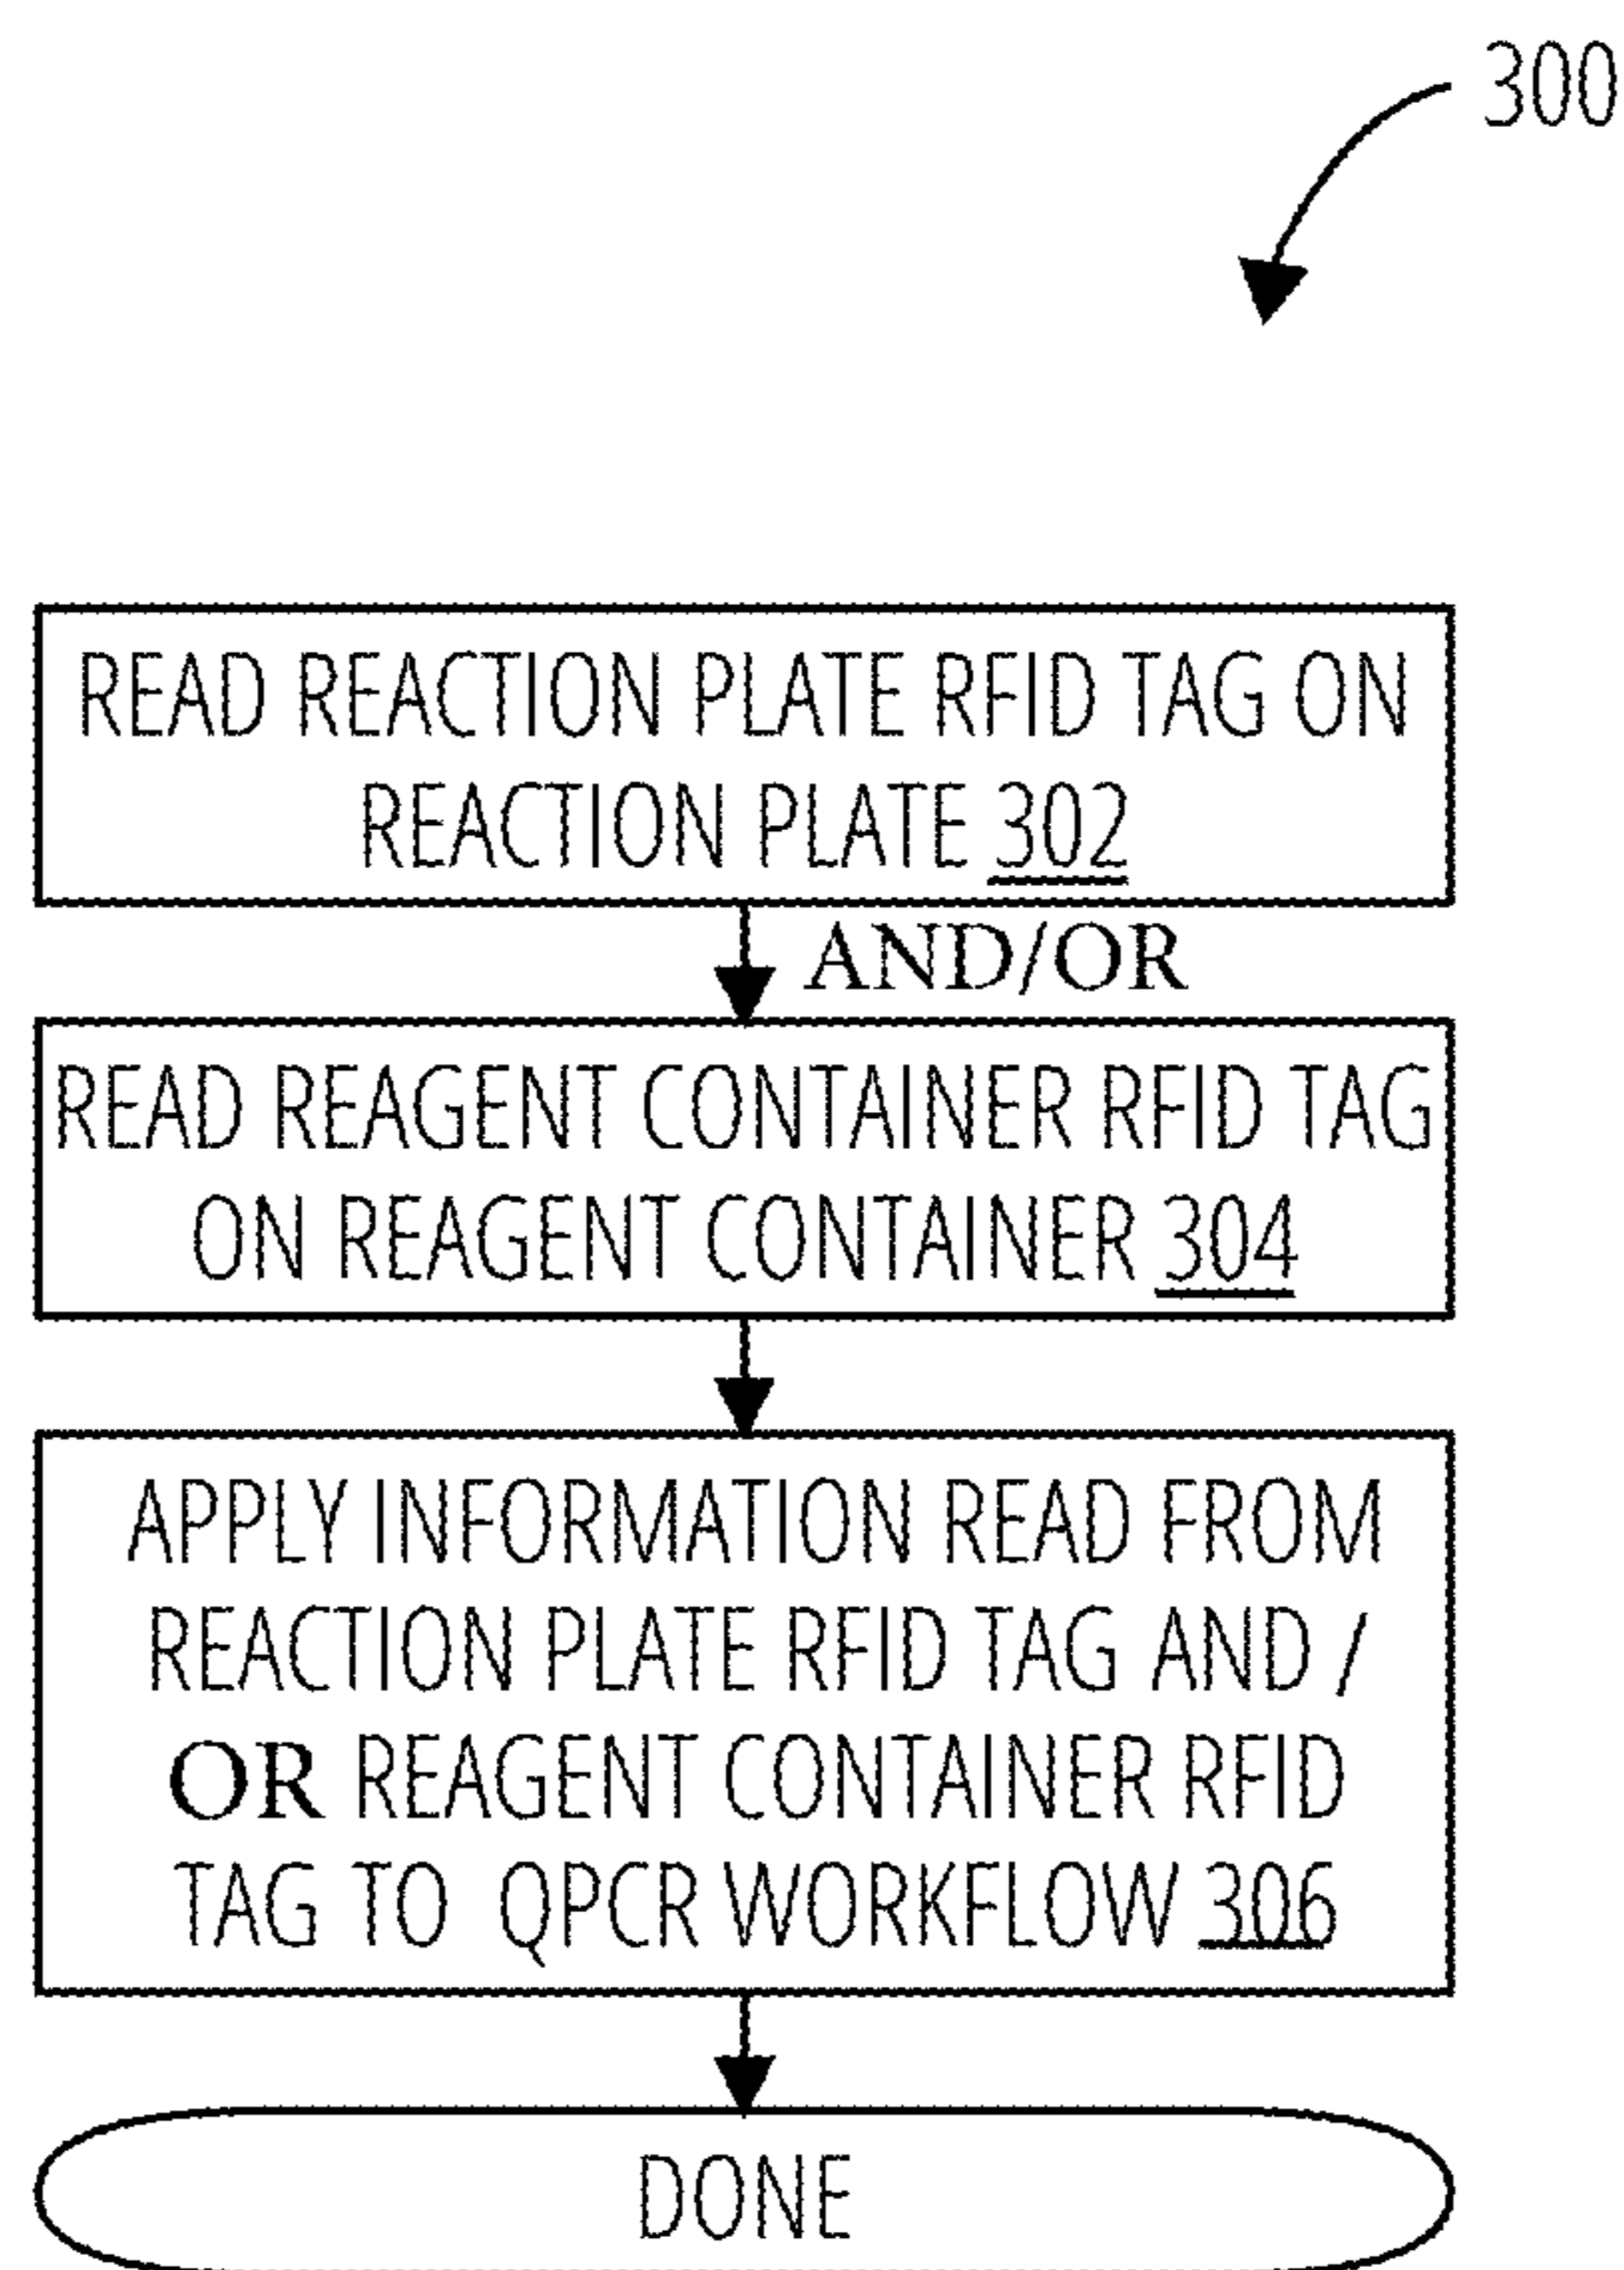 300
READ REACTION PLATE RFID TAG ON
REACTION PLATE 302
AND/OR
READ REAGENT CONTAINER RFID TAG
ON REAGENT CONTAINER 304
APPLY INFORMATION READ FROM
REACTION PLATE RFID TAG AND /
OR REAGENT CONTAINER RFID
TAG TO QPCR WORKFLOW 306
DONE